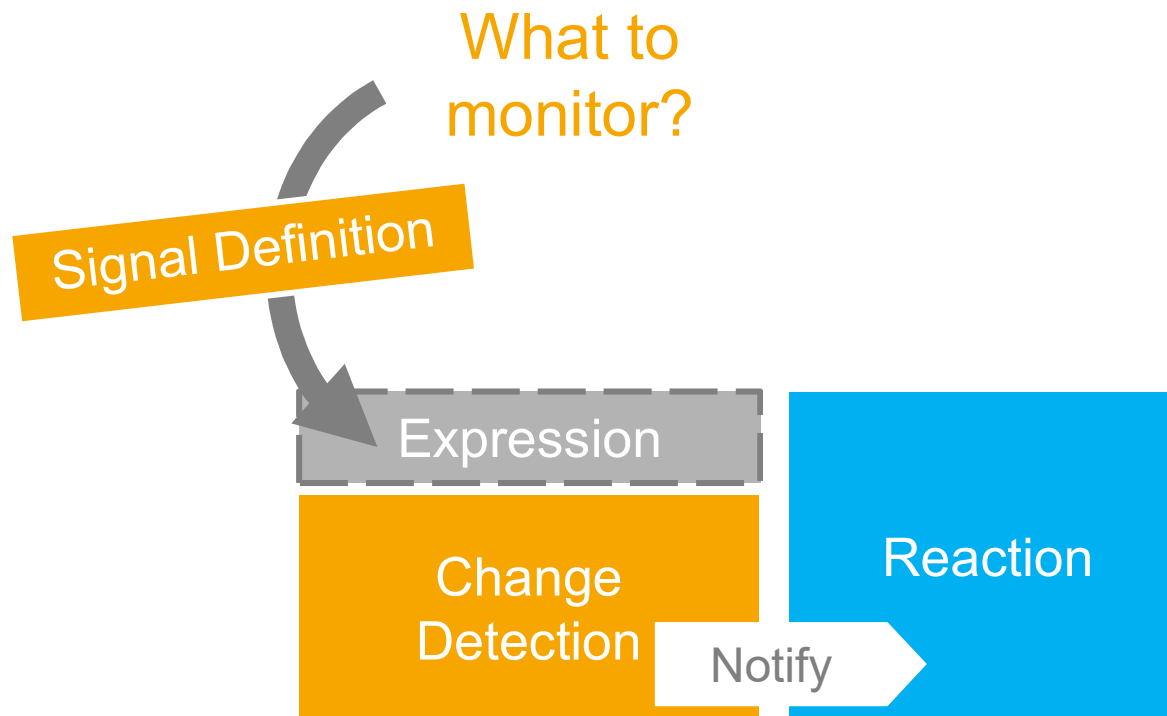 What to
monitor?
Signal Definition
Expression
Change
Detection
Notify
Reaction